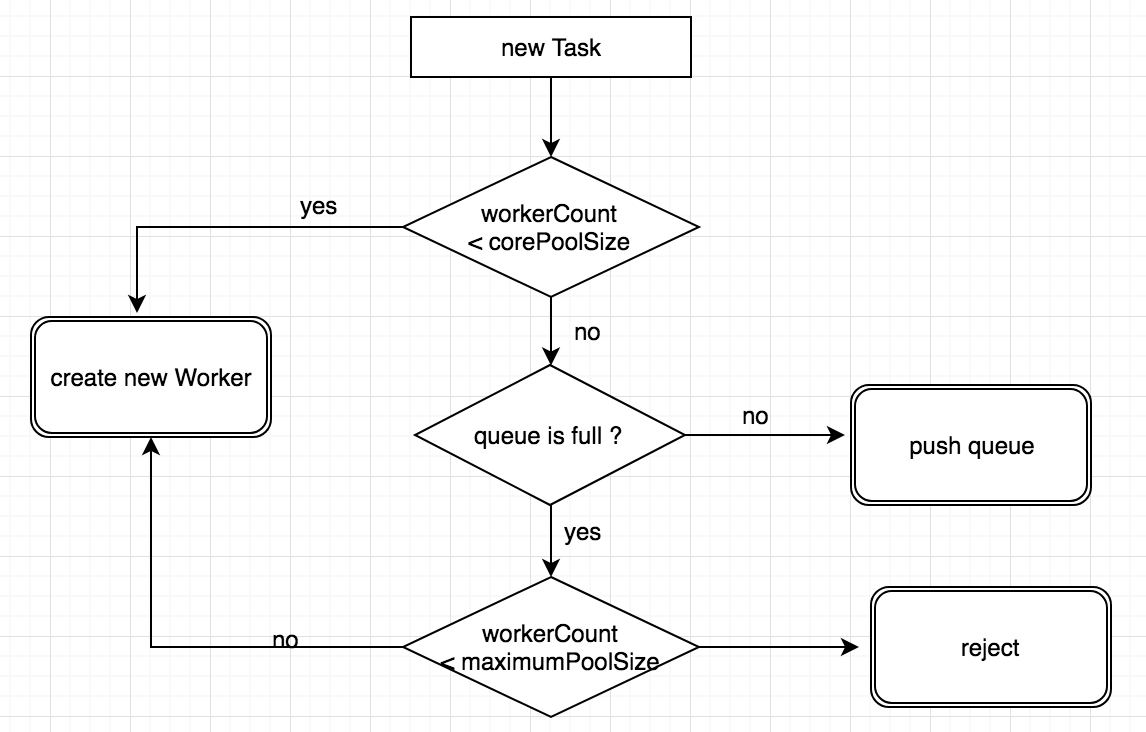 new Task
workerCount
< corePoolSize
yes
no
create new Worker
queue is full ?
no
push queue
yes
workerCount
< maximumPoolSize
no
reject